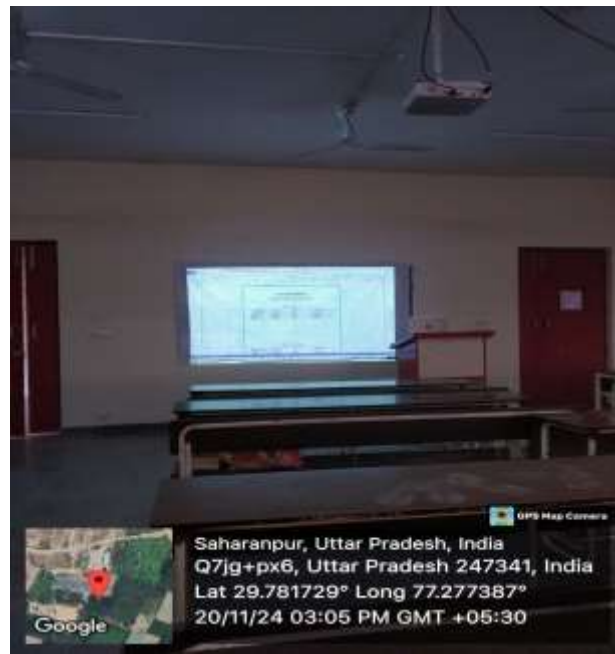 GPS Map Camera
Saharanpur, Uttar Pradesh, India
Q7jg+px6, Uttar Pradesh 247341, India
Lat 29.781729° Long 77.277387°
20/11/24 03:05 PM GMT +05:30
Google